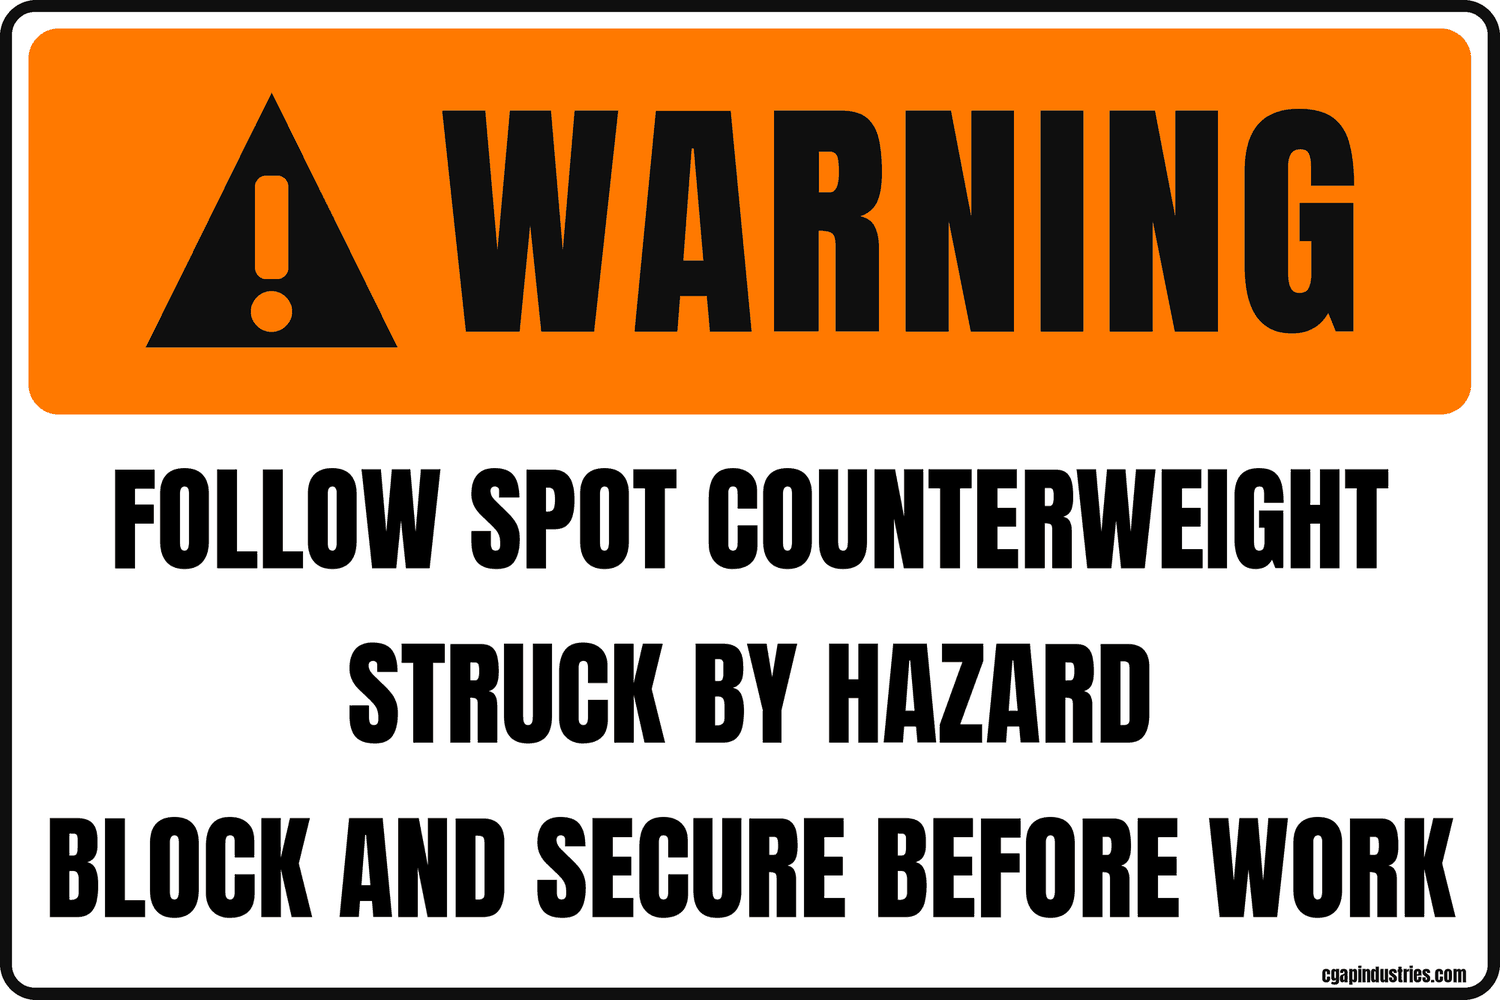 WARNING
FOLLOW SPOT COUNTERWEIGHT
STRUCK BY HAZARD
BLOCK AND SECURE BEFORE WORK
cgapindustries.com